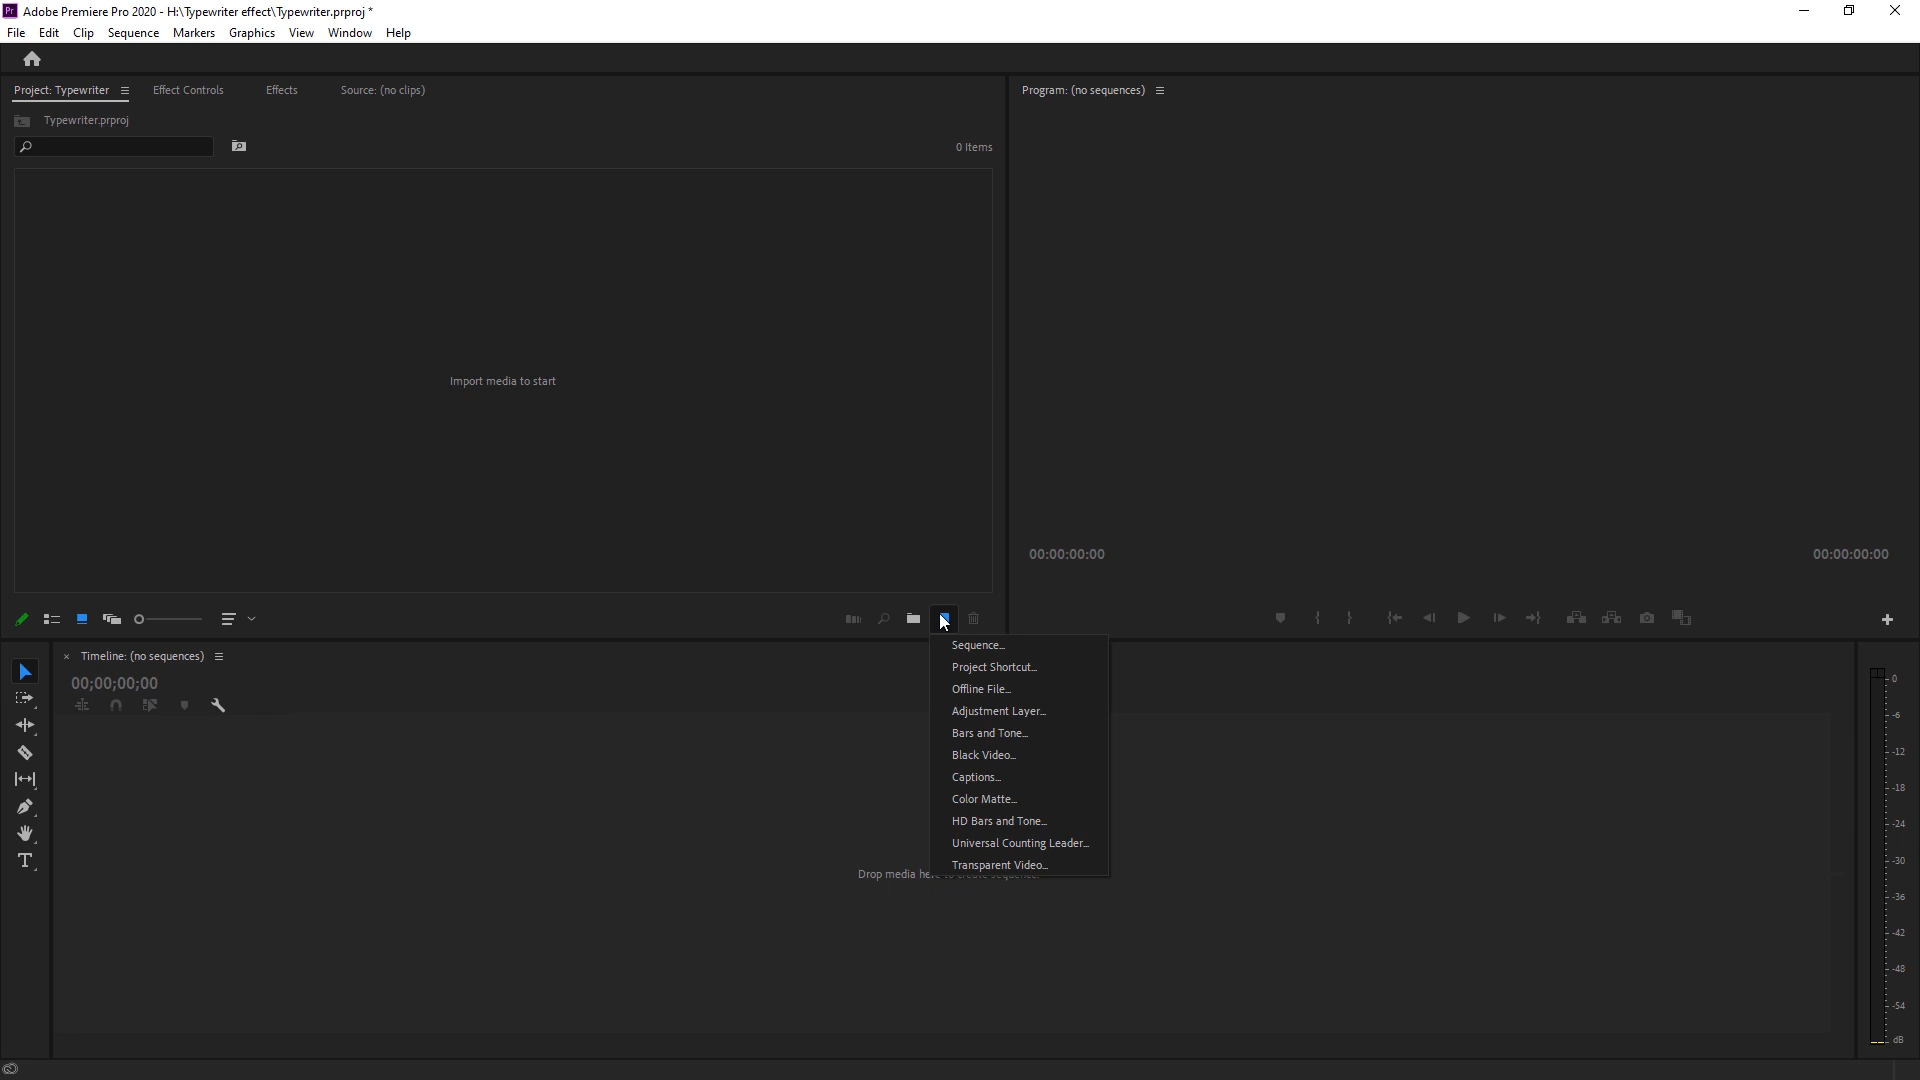 Pr Adobe Premiere Pro 2020 - H:\Typewriter effect\Typewriter.prproj *
File Edit Clip Sequence Markers Graphics View Window Help
Project: Typewriter Effect Controls Effects Source: (no clips)
Program: (no sequences)
Typewriter.prproj
0 Items
Import media to start
00:00:00:00 00:00:00:00
Sequence...
Project Shortcut...
Offline File...
Adjustment Layer...
Bars and Tone...
Black Video...
Captions...
Color Matte...
HD Bars and Tone...
Universal Counting Leader...
Transparent Video...
Timeline: (no sequences)
00;00;00;00
Drop media here to create sequence.
T
0
-6
-12
-18
-24
-30
-36
-42
-48
-54
dB